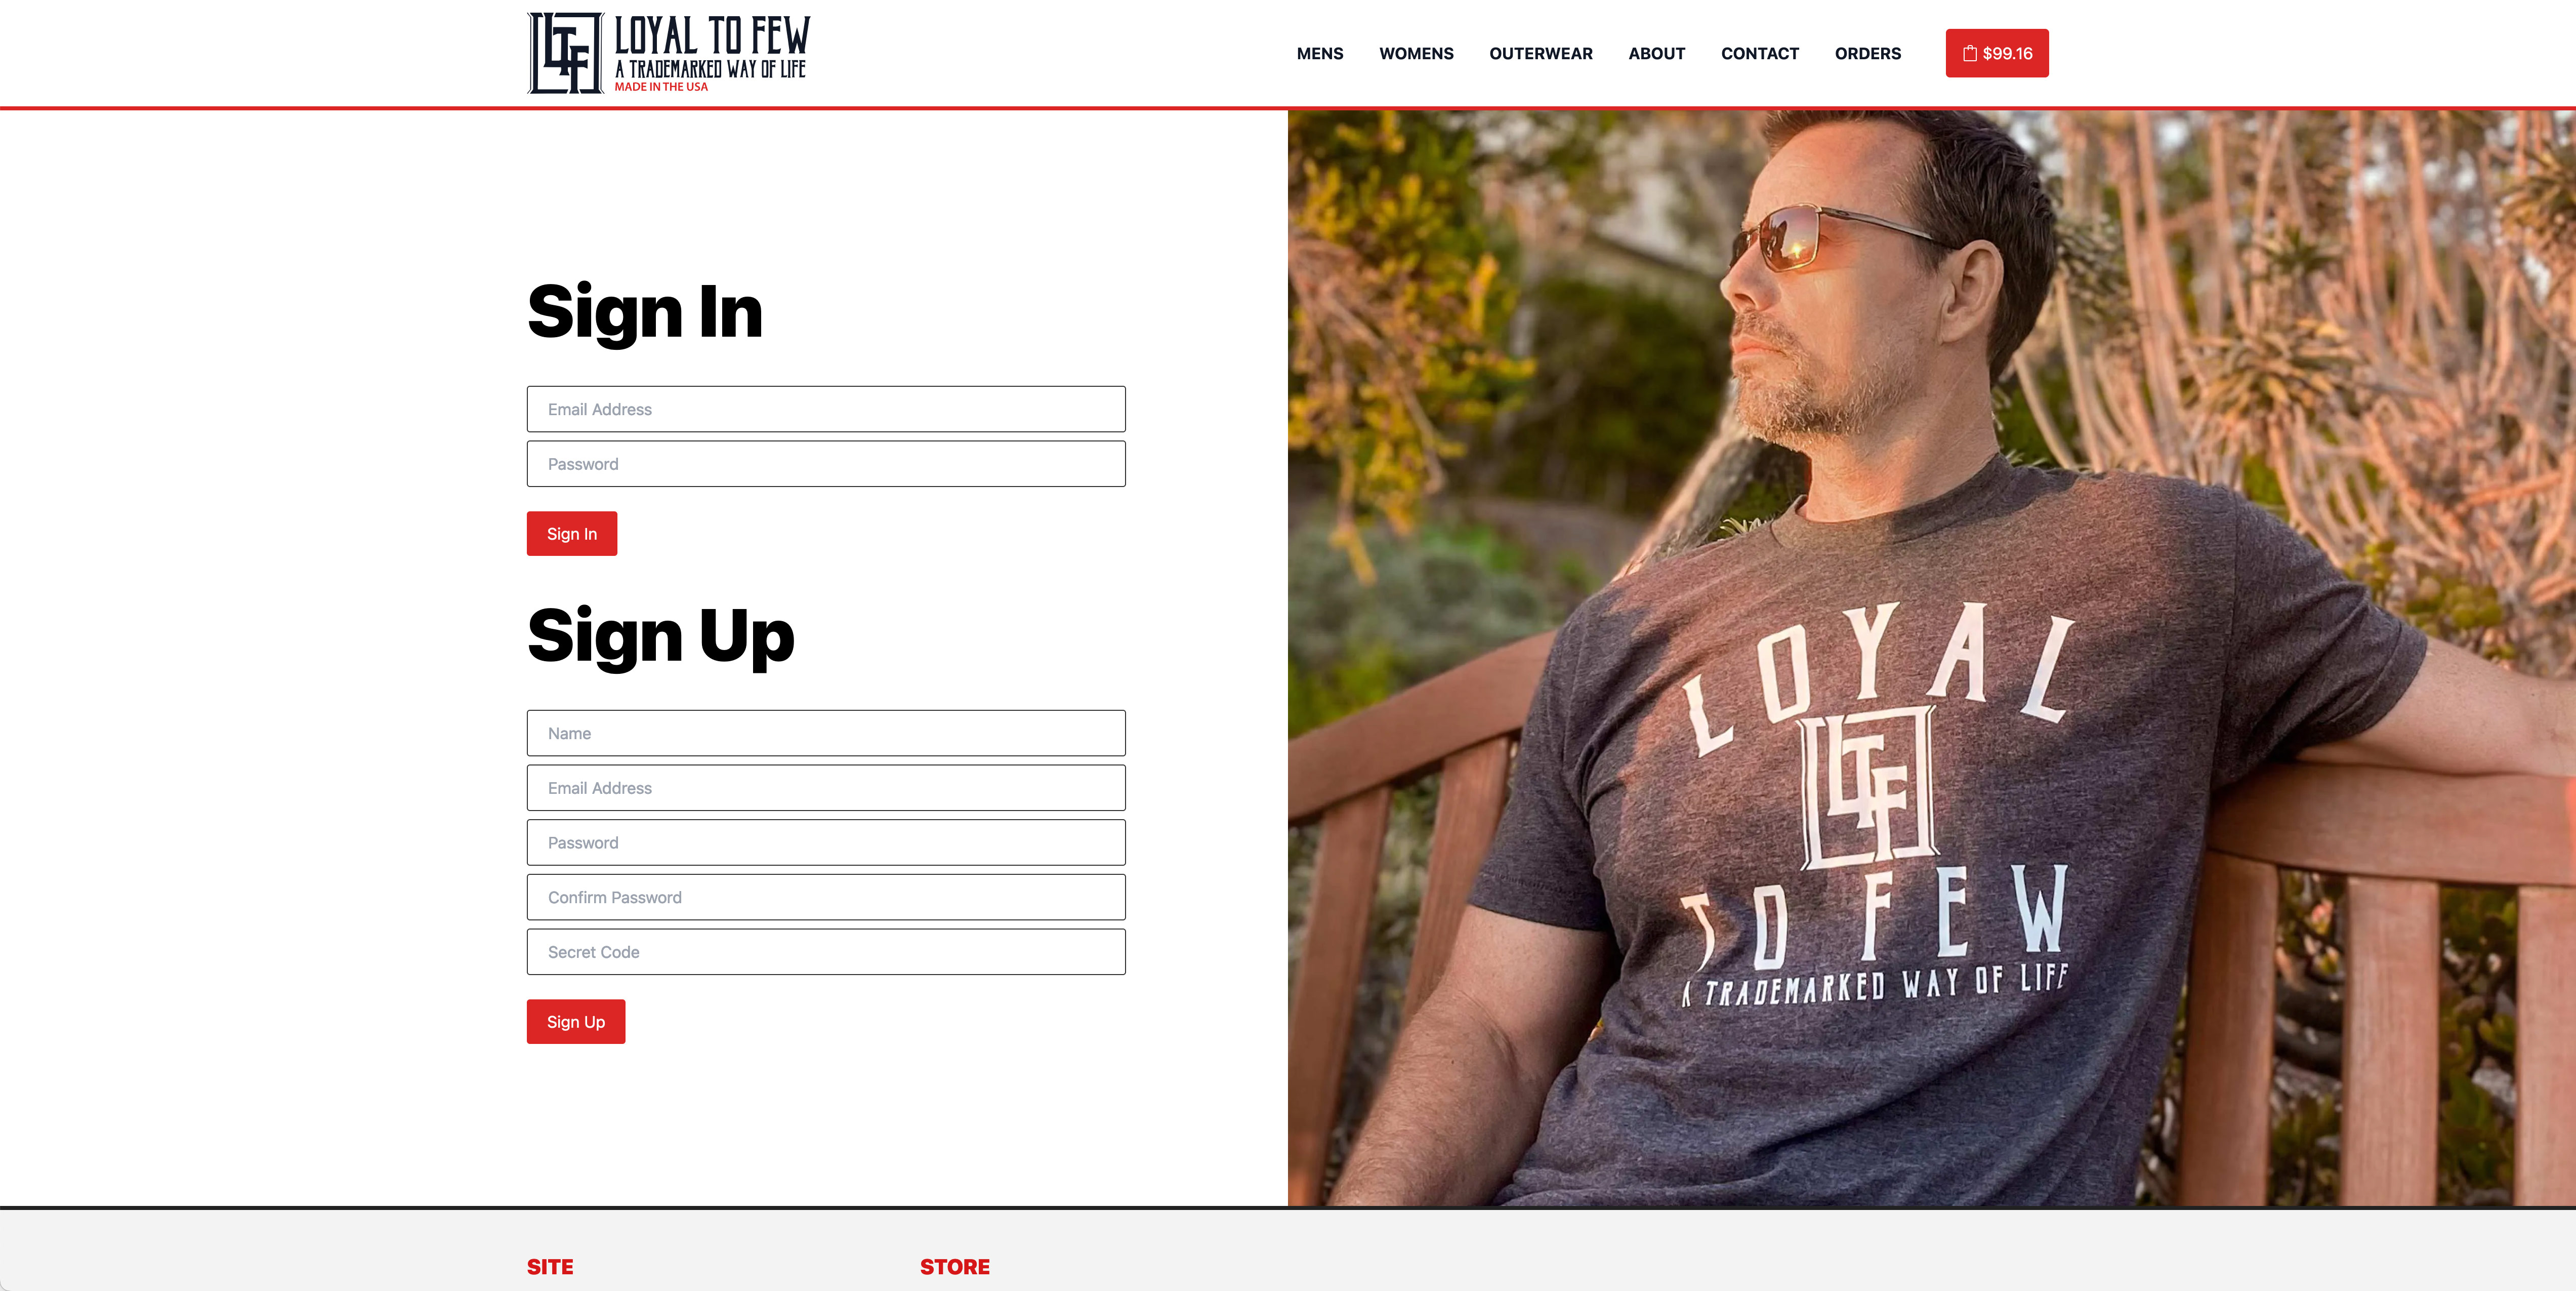 LTF
LOYAL TO FEW
A TRADEMARKED WAY OF LIFE
MADE IN THE USA
MENS WOMENS OUTERWEAR ABOUT CONTACT ORDERS $99.16
Sign In
Email Address
Password
Sign In
Sign Up
Name
Email Address
Password
Confirm Password
Secret Code
Sign Up
LOYAL
LTF
TO FEW
A TRADEMARKED WAY OF LIFE
SITE STORE